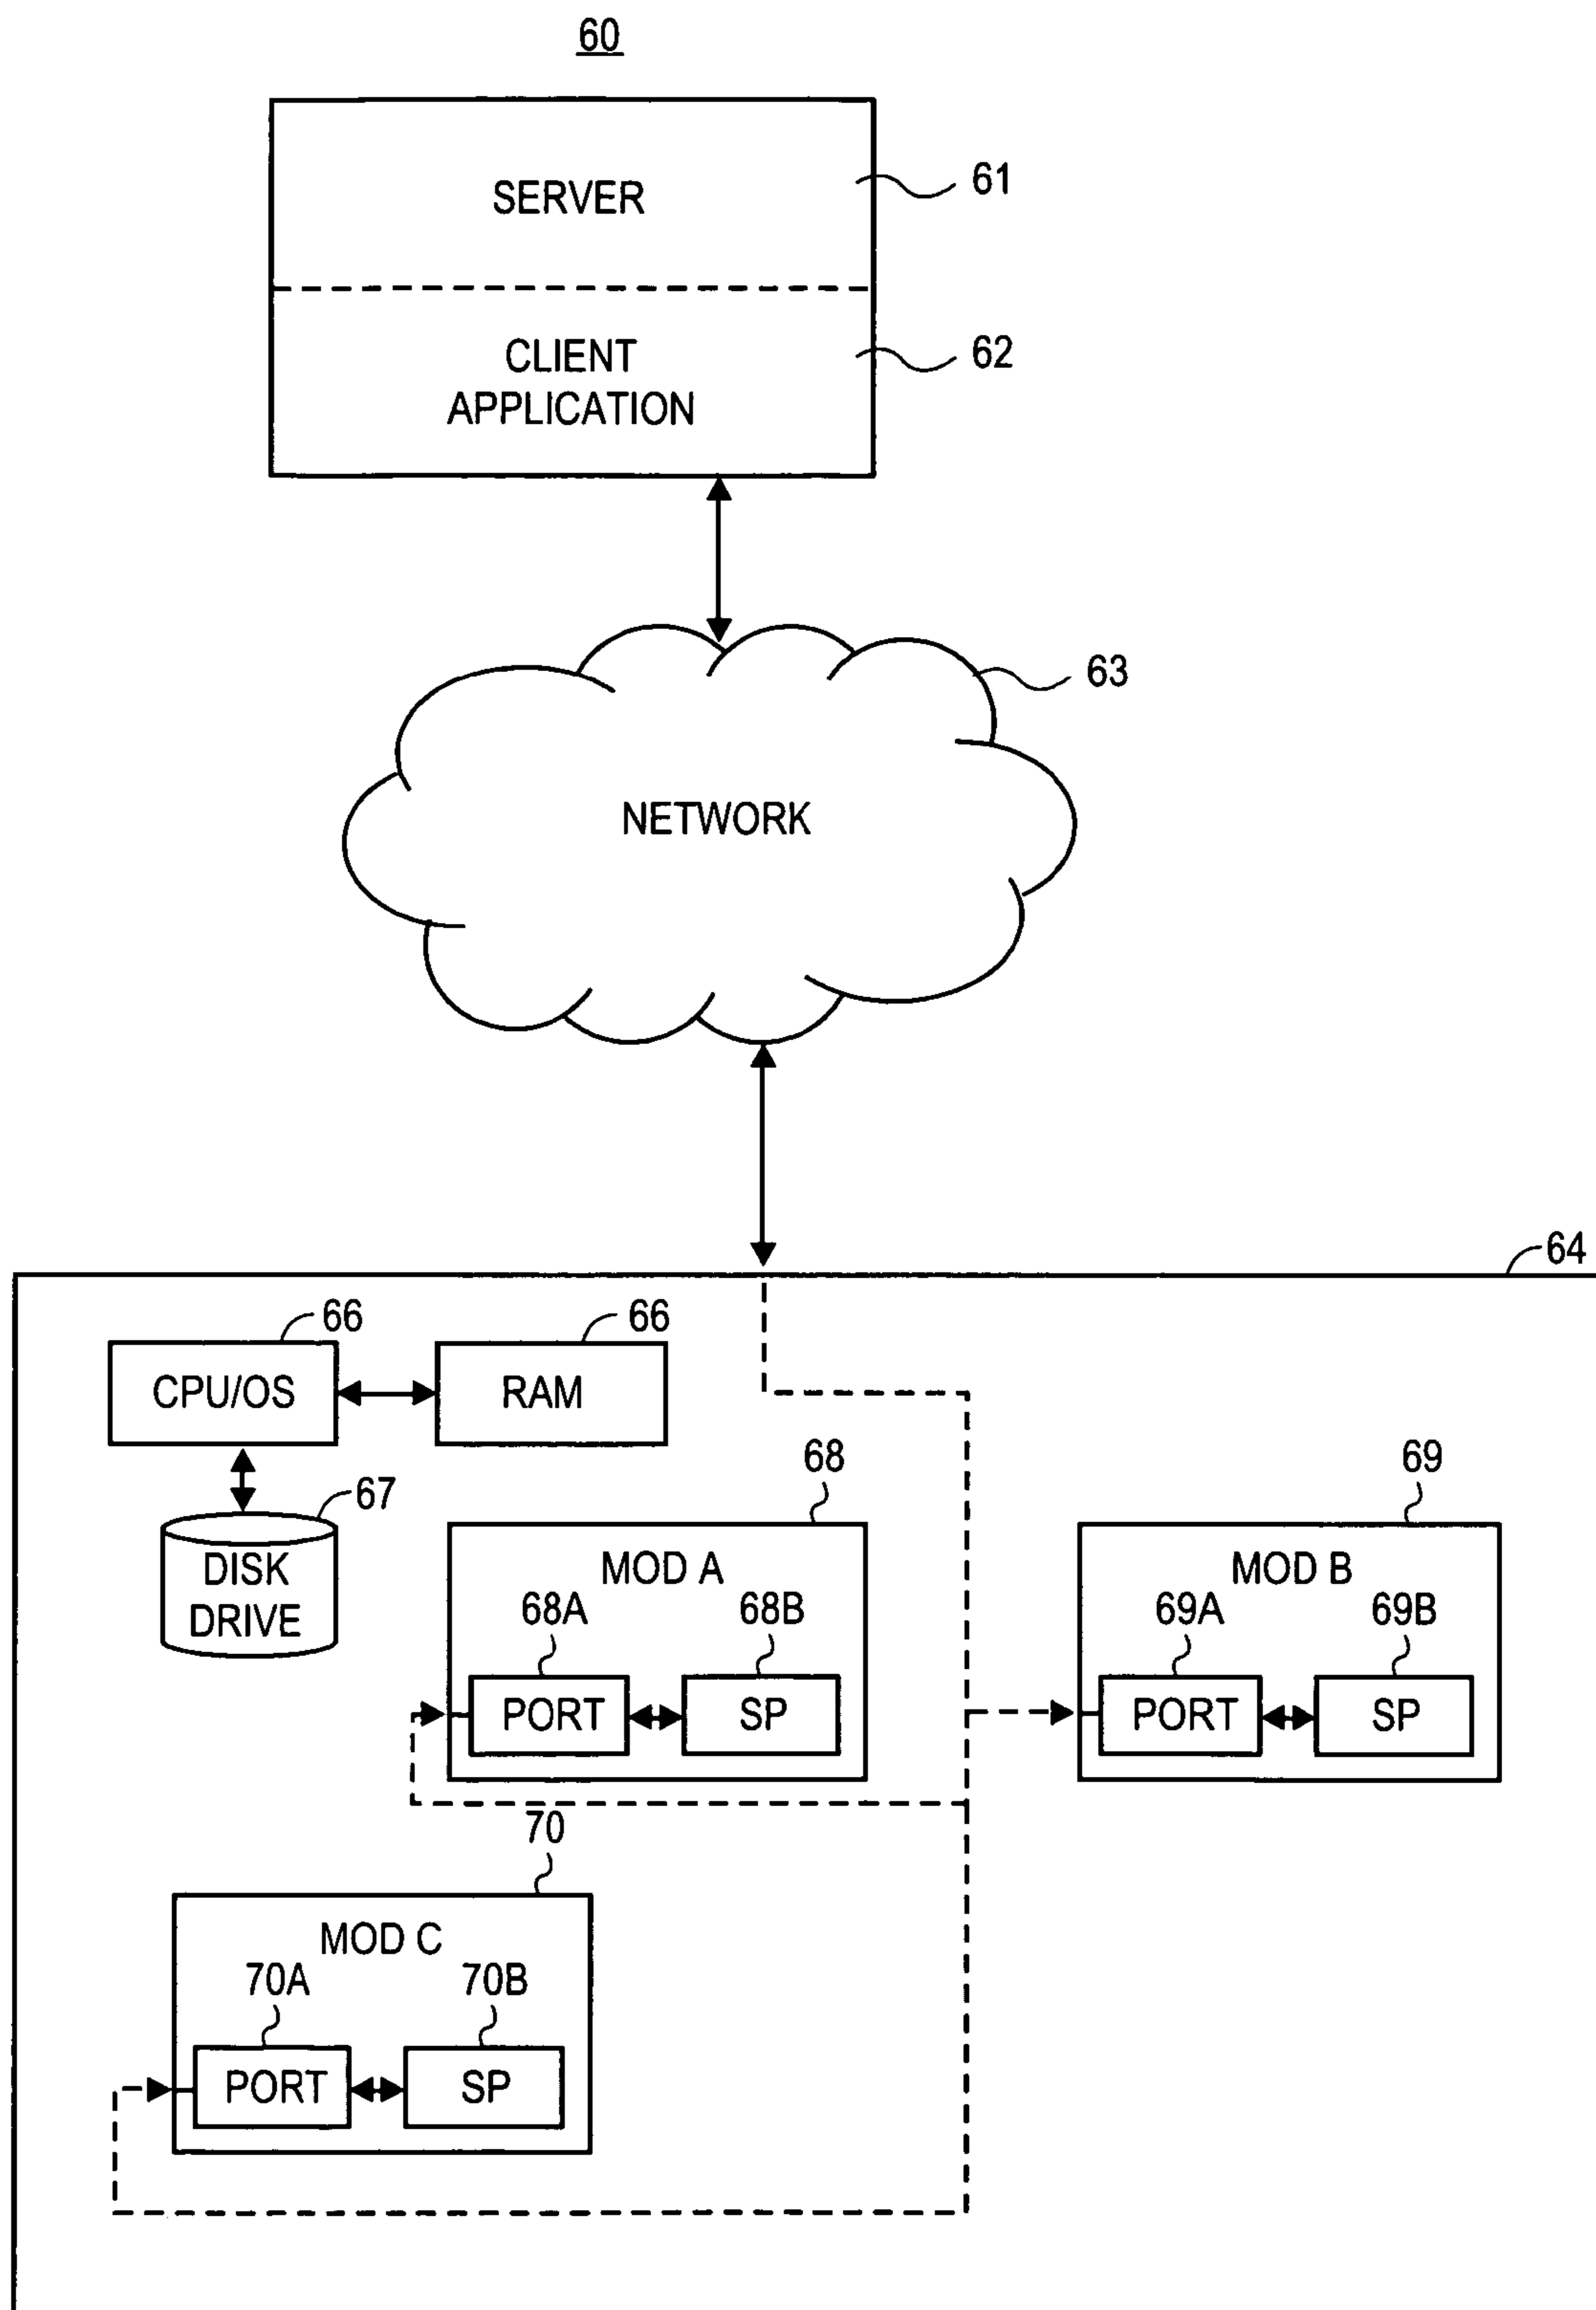 60
SERVER
61
CLIENT
APPLICATION
62
63
NETWORK
64
66
66
CPU/OS
RAM
67
DISK
DRIVE
68
MOD A
68A
68B
PORT
SP
69
MOD B
69A
69B
PORT
SP
70
MOD C
70A
70B
PORT
SP